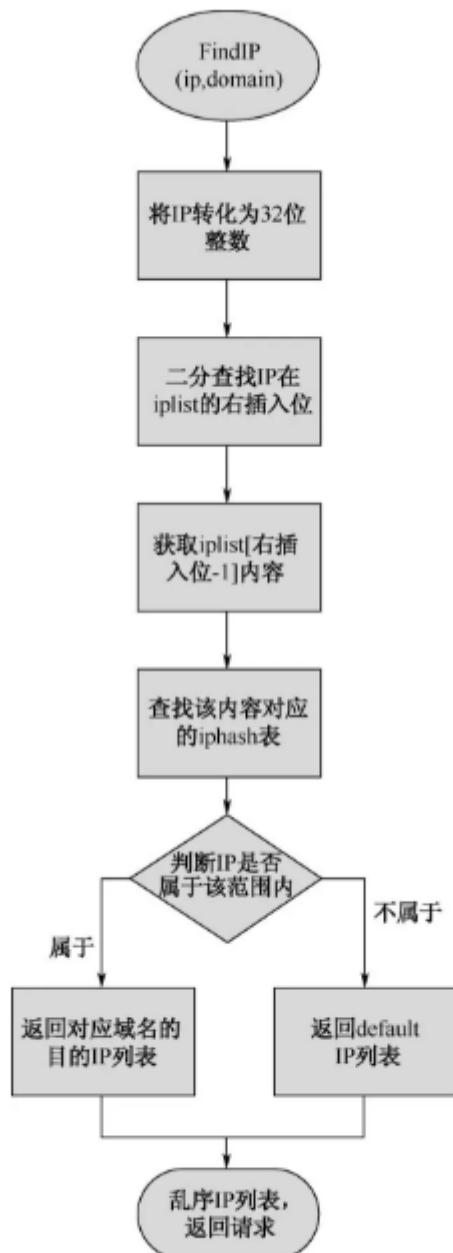 FindIP
(ip,domain)
将IP转化为32位
整数
二分查找IP在
iplist的右插入位
获取iplist[右插
入位-1]内容
查找该内容对应
的iphash表
判断IP是否
属于该范围内
属于
不属于
返回对应域名的
目的IP列表
返回default
IP列表
乱序IP列表，
返回请求